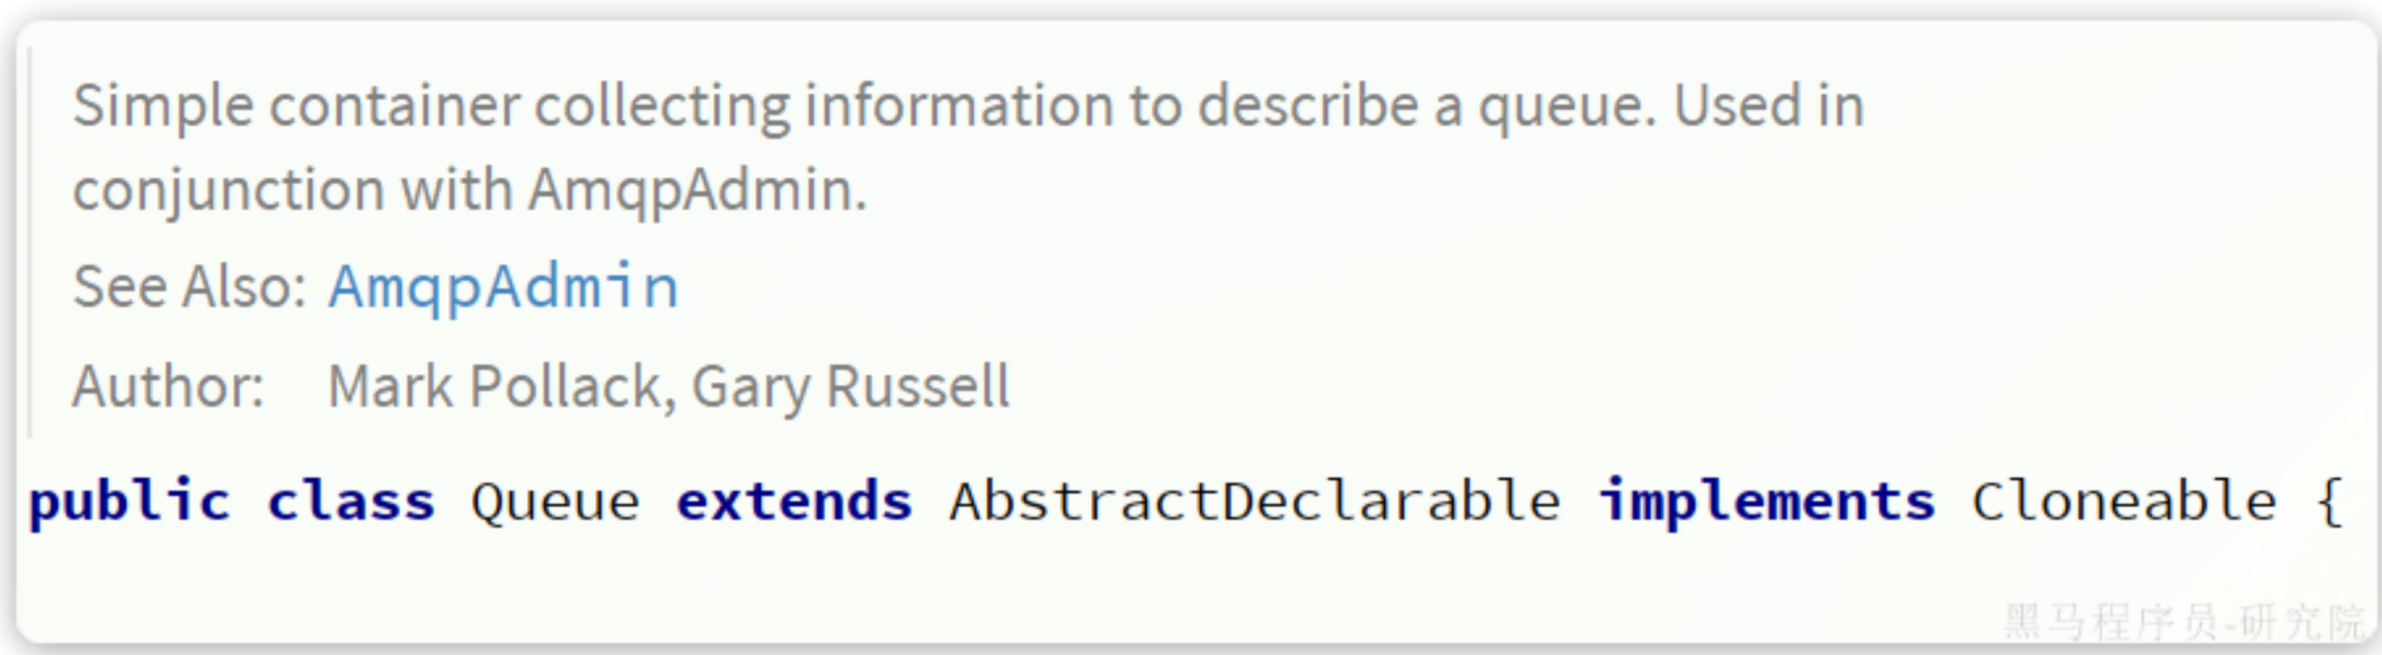 Simple container collecting information to describe a queue. Used in
conjunction with AmqpAdmin.
See Also: AmqpAdmin
Author: Mark Pollack, Gary Russell
public class Queue extends AbstractDeclarable implements Cloneable {
黑马程序员-研究院